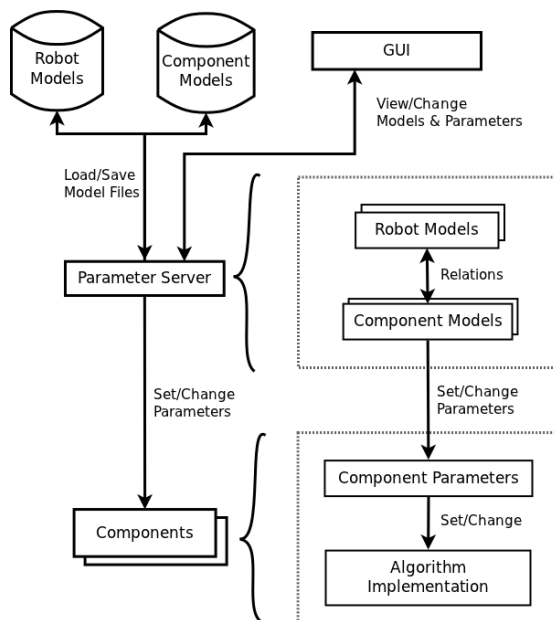 Robot
Models
Component
Models
GUI
View/Change
Models & Parameters
Load/Save
Model Files
Robot Models
Relations
Parameter Server
Component Models
Set/Change
Parameters
Set/Change
Parameters
Component Parameters
Set/Change
Components
Algorithm
Implementation